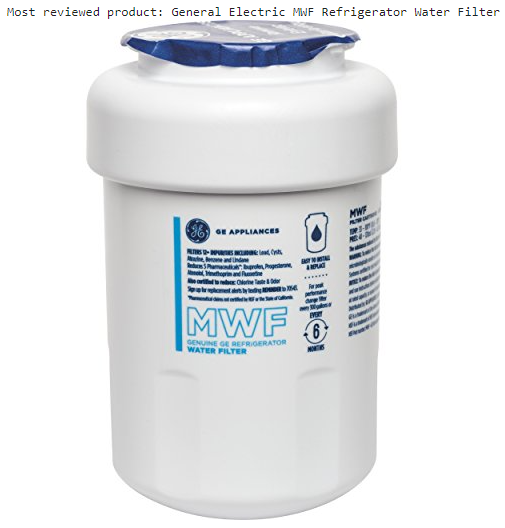 Most reviewed product: General Electric MWF Refrigerator Water Filter
GE APPLIANCES
FILTERS 12+ IMPURITIES INCLUDING: Lead, Cysts,
Atrazine, Benzene and Lindane
Reduces 5 Pharmaceuticals*: Ibuprofen, Progesterone,
Atenolol, Trimethoprim and Fluoxetine
Also certified to reduce: Chlorine Taste & Odor
Sign up for replacement alerts by texting REMINDER to 70543.
*Pharmaceutical claims not certified by NSF or the State of California.
MWF
GENUINE GE REFRIGERATOR
WATER FILTER
EASY TO INSTALL
& REPLACE
For peak
performance
change filter
every 300 gallons or
EVERY
6
MONTHS
MWF